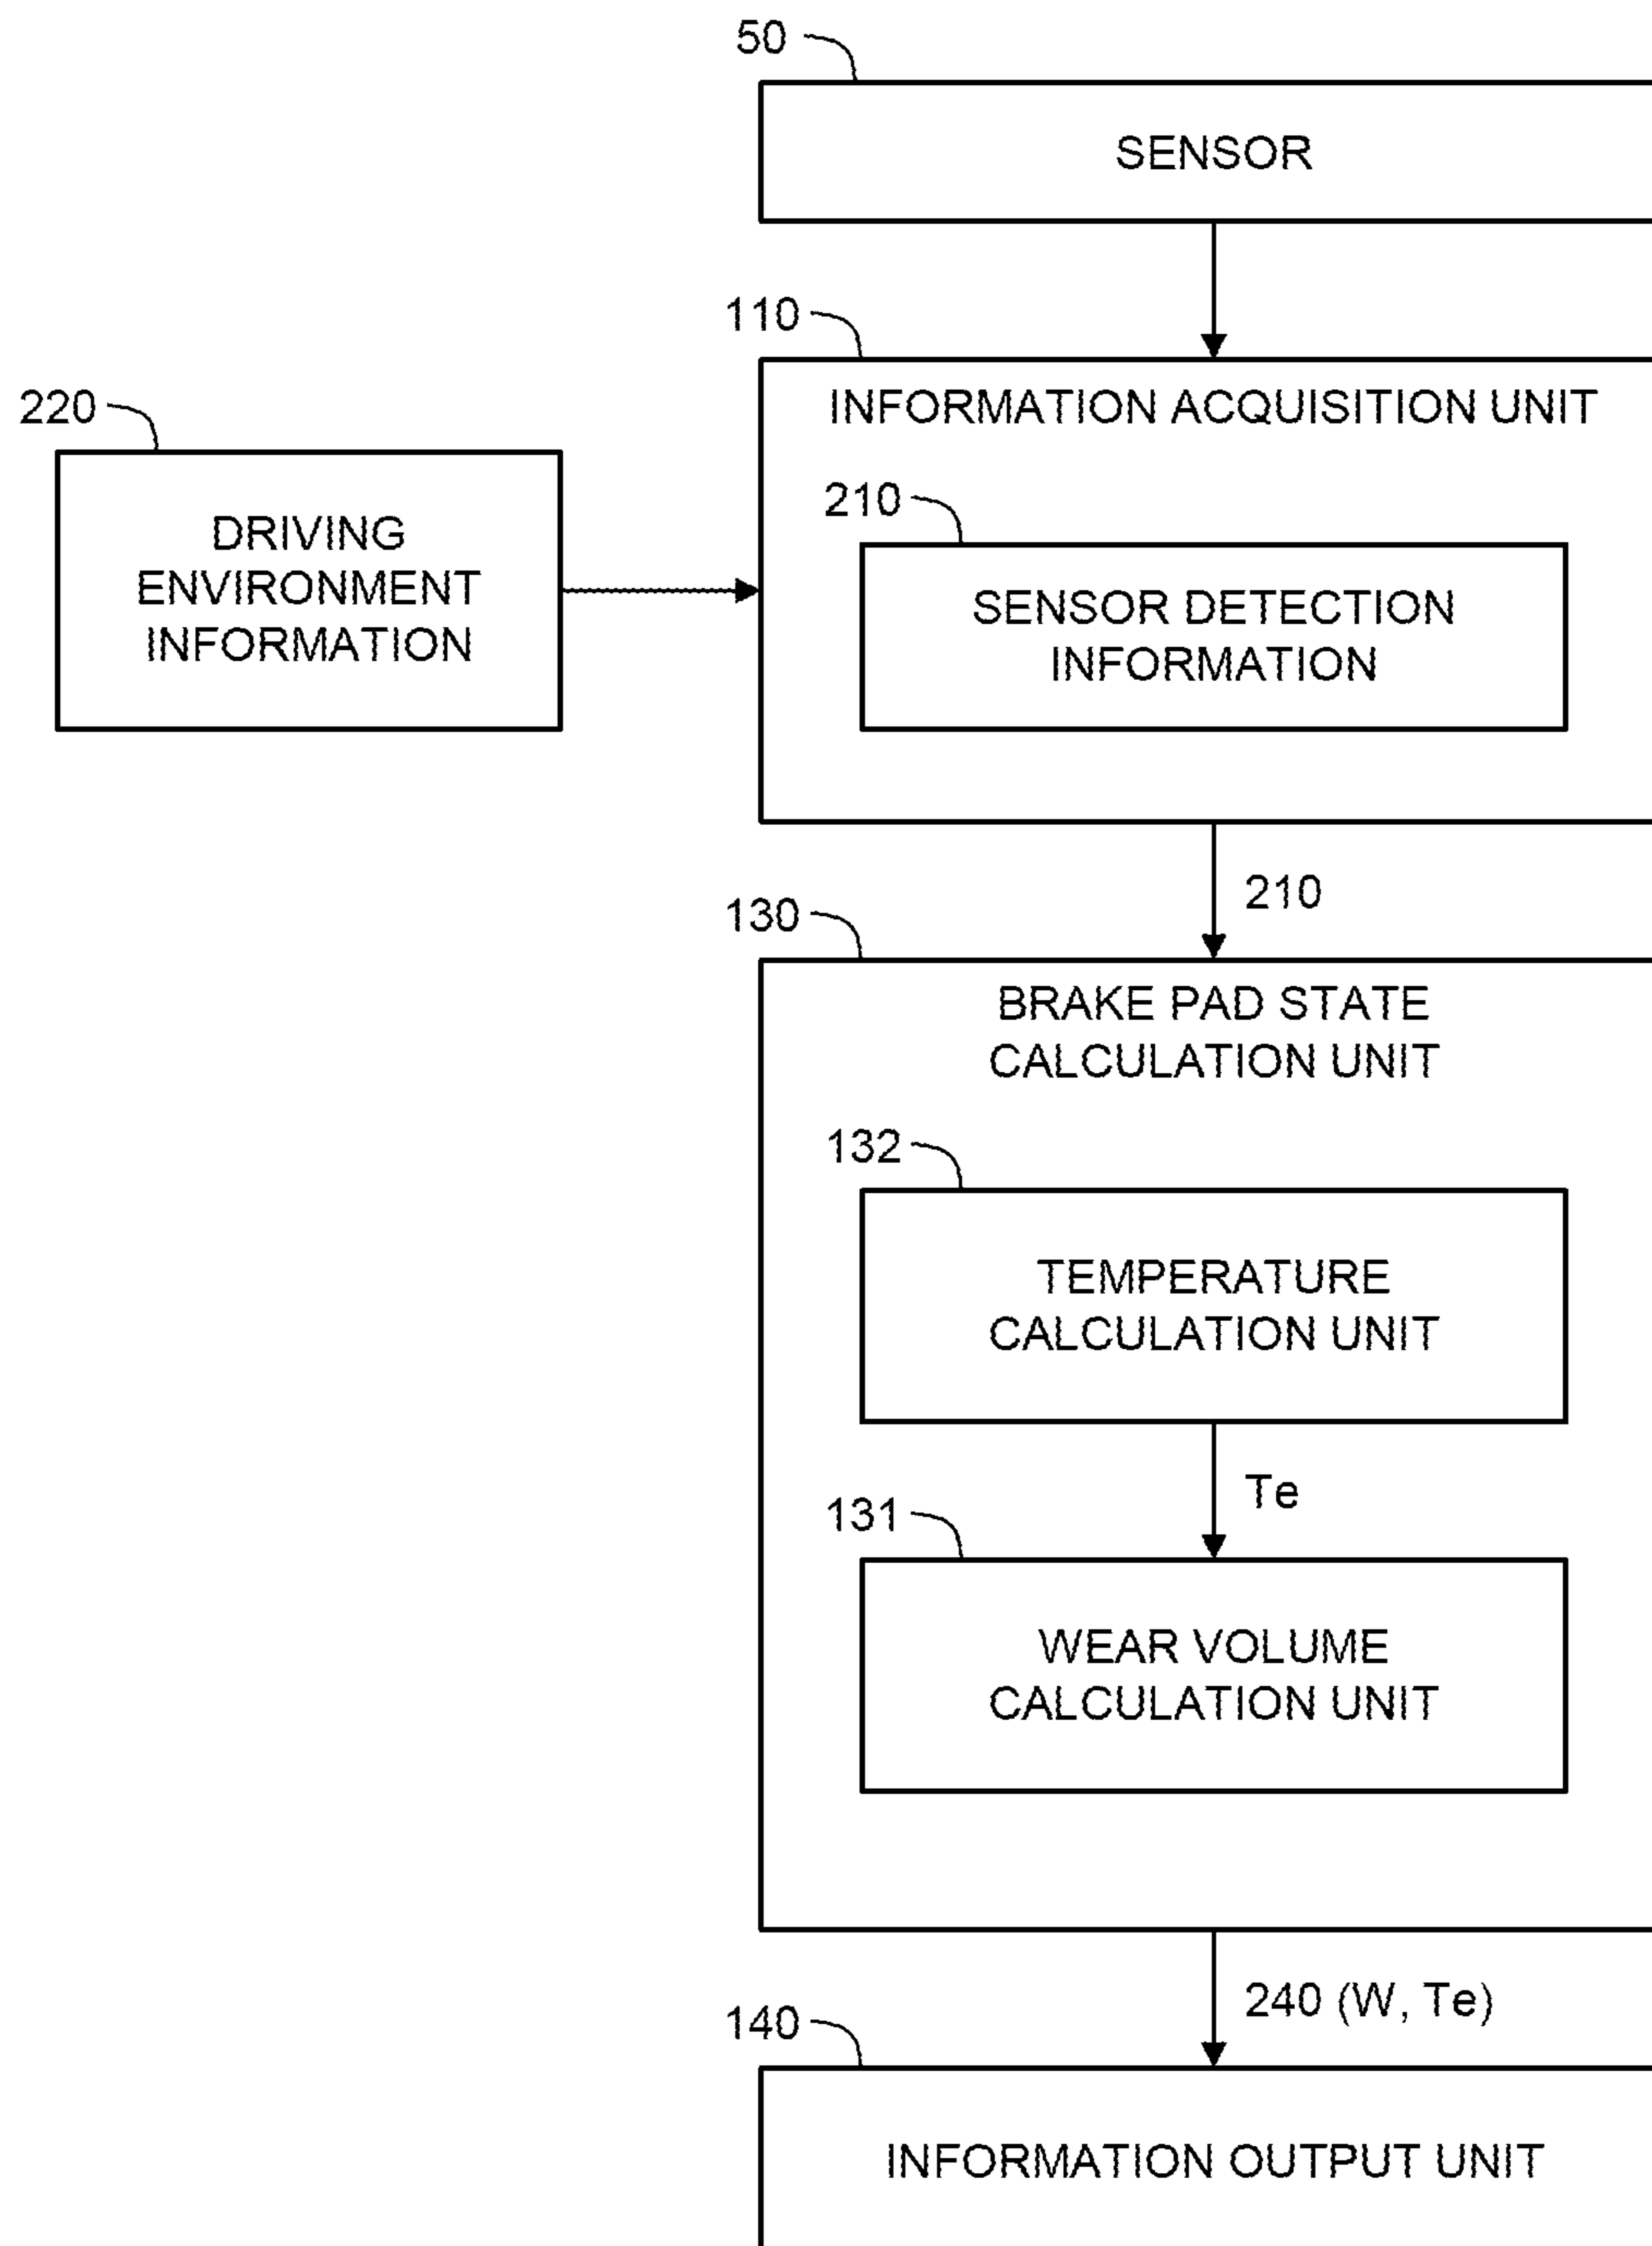 50
SENSOR
110
INFORMATION ACQUISITION UNIT
220
DRIVING
ENVIRONMENT
INFORMATION
210
SENSOR DETECTION
INFORMATION
210
130
BRAKE PAD STATE
CALCULATION UNIT
132
TEMPERATURE
CALCULATION UNIT
Te
131
WEAR VOLUME
CALCULATION UNIT
240 (W, Te)
140
INFORMATION OUTPUT UNIT